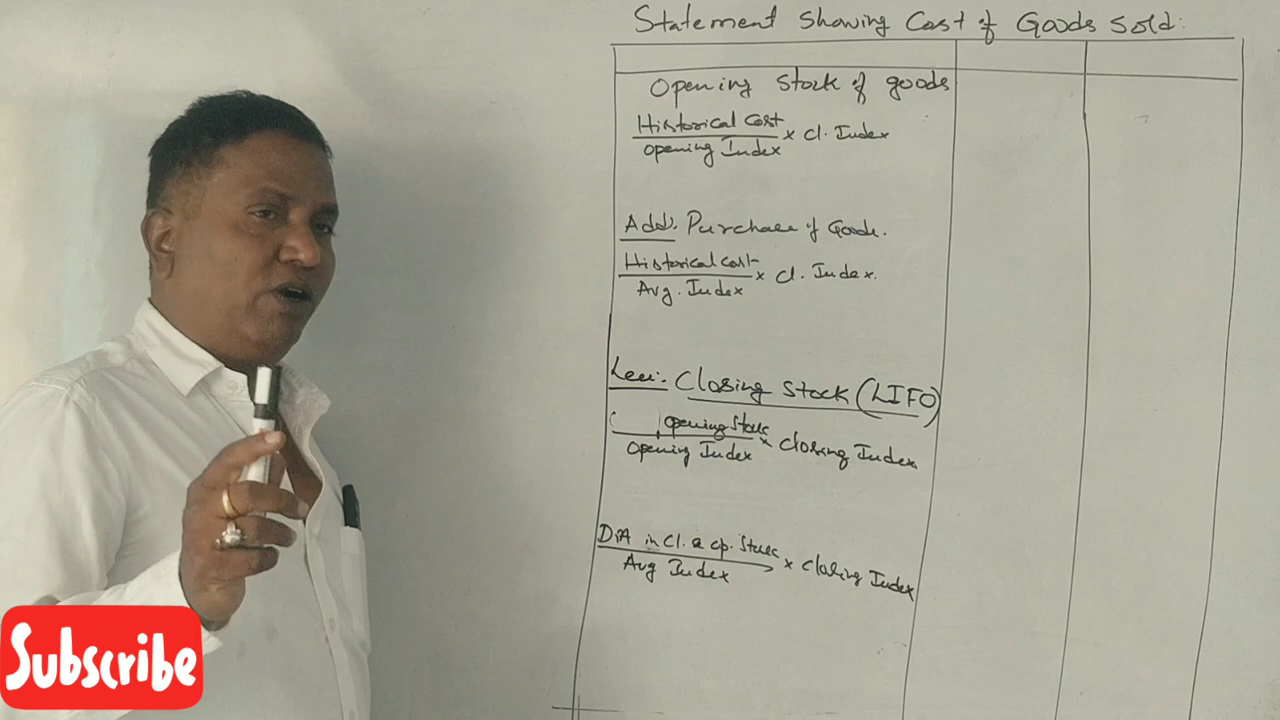 Statement Showing Cost of Goods Sold:
Opening Stock of goods
Historical Cost
Opening Index × Cl. Index
Add. Purchase of Goods.
Historical cost
Avg. Index × Cl. Index.
Less: Closing Stock (LIFO)
Opening Stock
Opening Index × Closing Index
Diff in Cl. & op. Stock
Avg Index × Closing Index
Subscribe